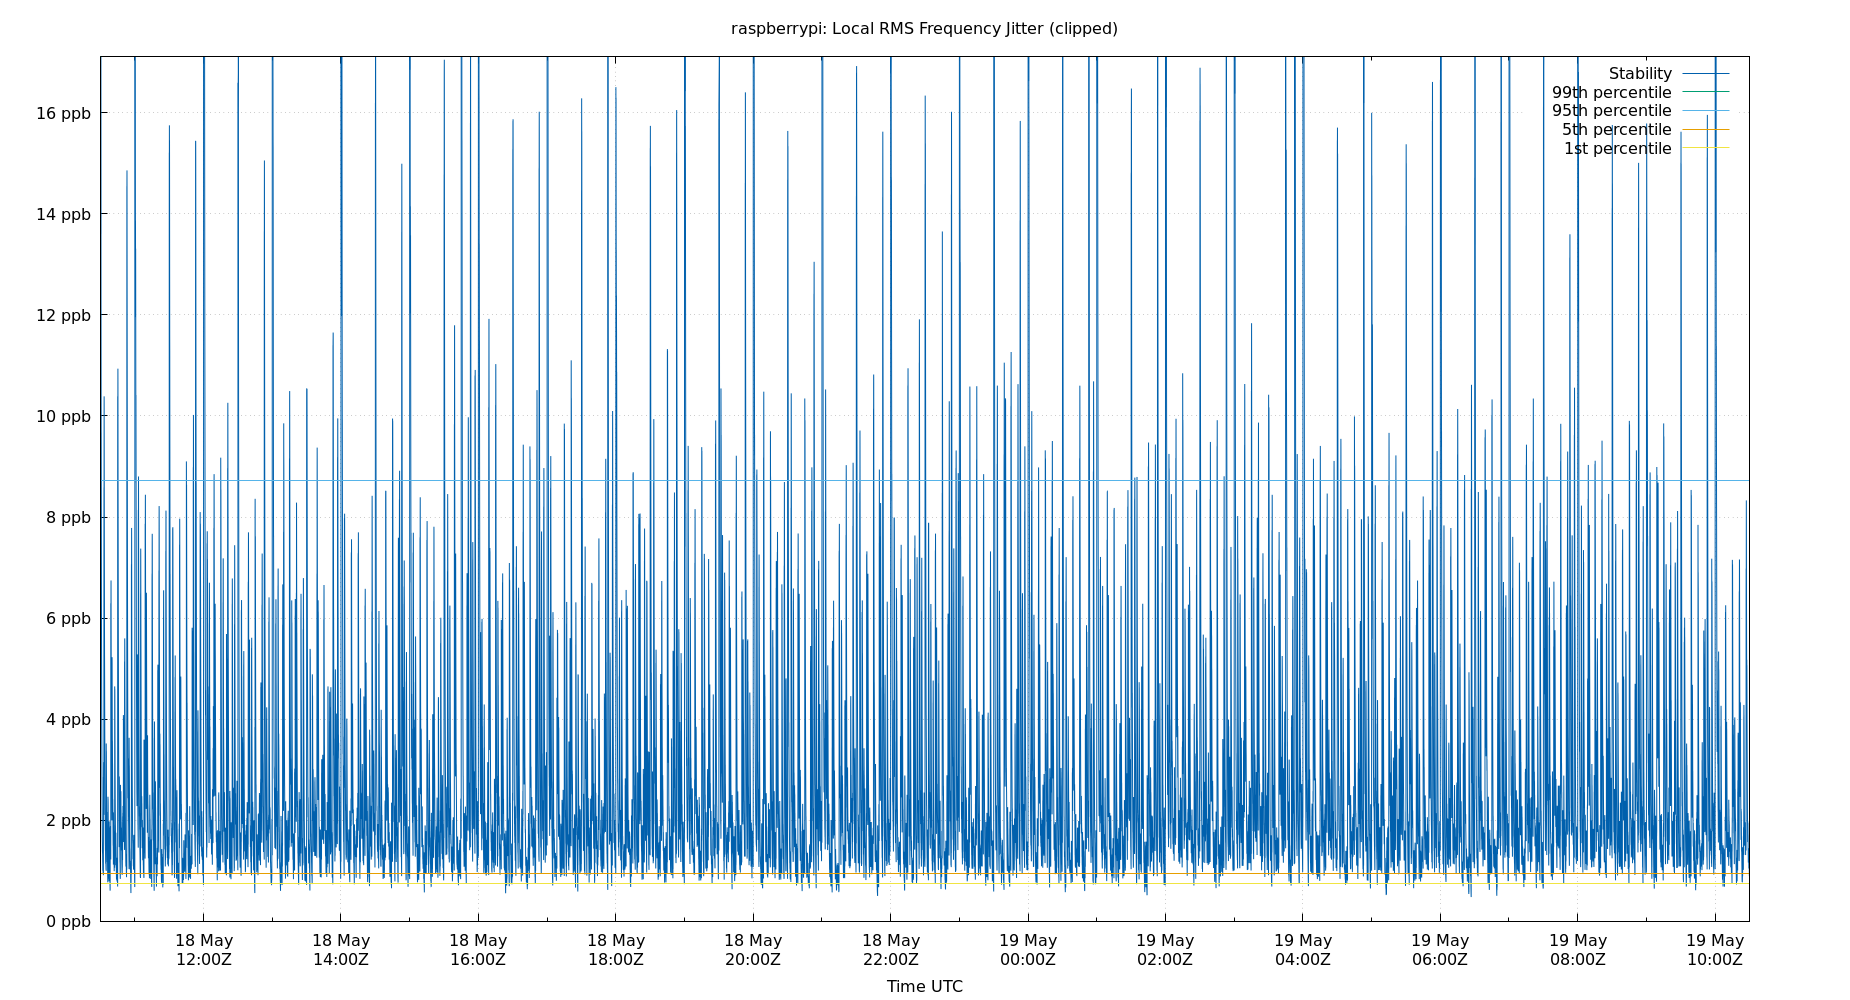 raspberrypi: Local RMS Frequency Jitter (clipped)
Stability
99th percentile
95th percentile
5th percentile
1st percentile
16 ppb
14 ppb
12 ppb
10 ppb
8 ppb
6 ppb
4 ppb
2 ppb
0 ppb
18 May 18 May 18 May 18 May 18 May 18 May 19 May 19 May 19 May 19 May 19 May 19 May
12:00Z 14:00Z 16:00Z 18:00Z 20:00Z 22:00Z 00:00Z 02:00Z 04:00Z 06:00Z 08:00Z 10:00Z
Time UTC